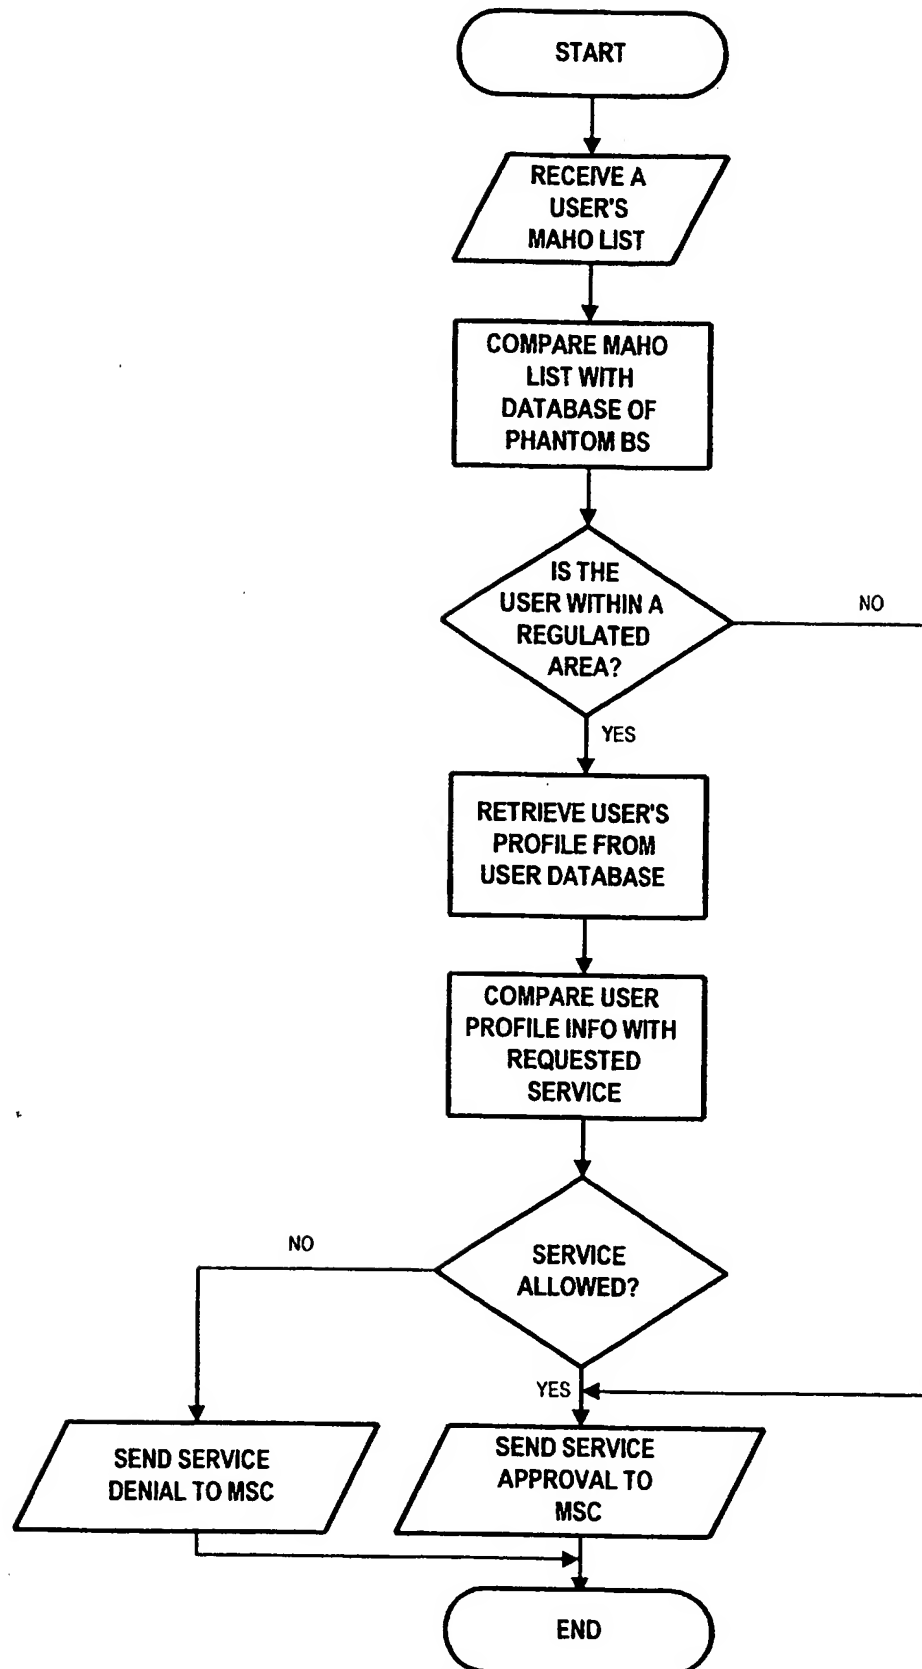 START
RECEIVE A
USER'S
MAHO LIST
COMPARE MAHO
LIST WITH
DATABASE OF
PHANTOM BS
IS THE
USER WITHIN A
REGULATED
AREA?
NO
YES
RETRIEVE USER'S
PROFILE FROM
USER DATABASE
COMPARE USER
PROFILE INFO WITH
REQUESTED
SERVICE
NO
SERVICE
ALLOWED?
YES
SEND SERVICE
DENIAL TO MSC
SEND SERVICE
APPROVAL TO
MSC
END